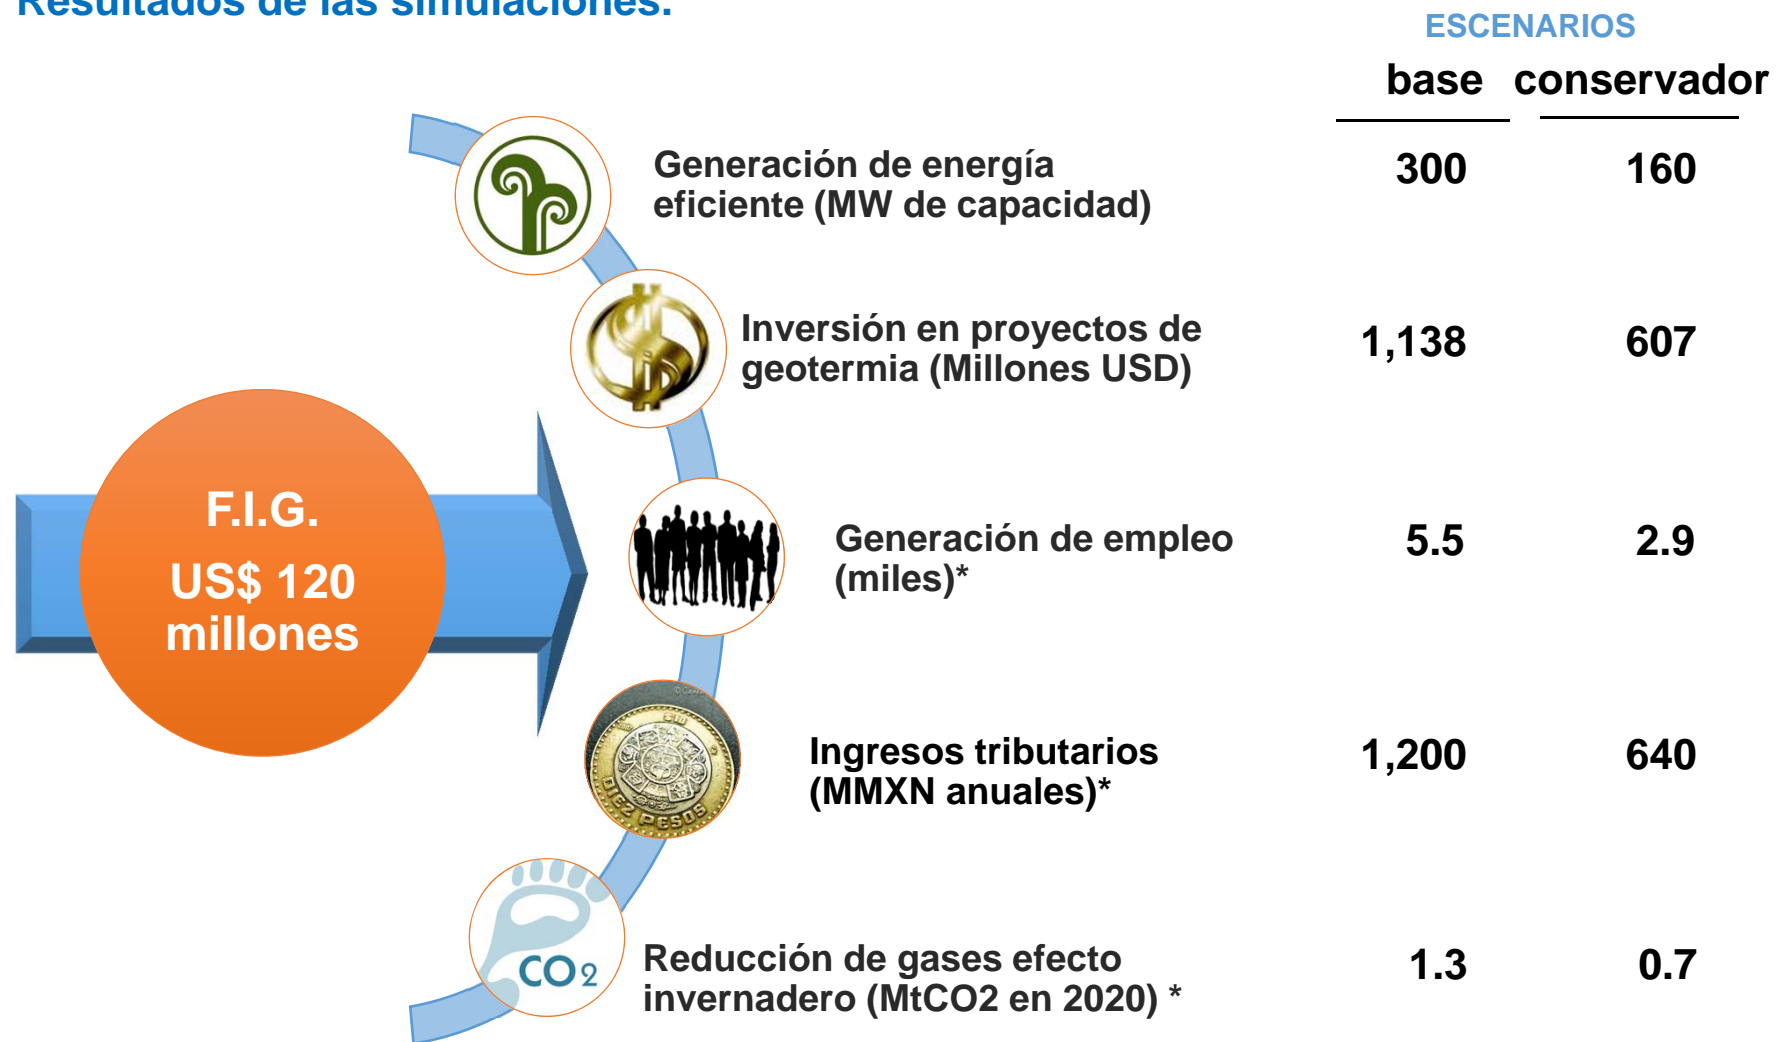 Resultados de las simulaciones.
ESCENARIOS
base conservador
Generación de energía
eficiente (MW de capacidad)
300 160
Inversión en proyectos de
geotermia (Millones USD)
1,138 607
F.I.G.
US$ 120
millones
Generación de empleo
(miles)*
5.5 2.9
$10
DIEZ PESOS
Ingresos tributarios
(MMXN anuales)*
1,200 640
CO2
Reducción de gases efecto
invernadero (MtCO2 en 2020) *
1.3 0.7